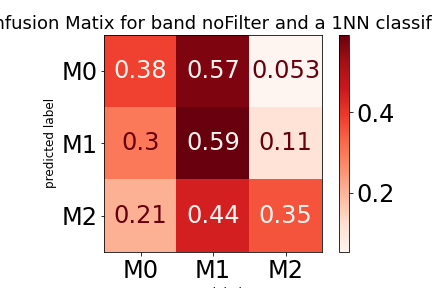 nfusion Matix for band noFilter and a 1NN classif
M0 0.38 0.57 0.053
M1 0.3 0.59 0.11
M2 0.21 0.44 0.35
M0 M1 M2
predicted label
0.4
0.2